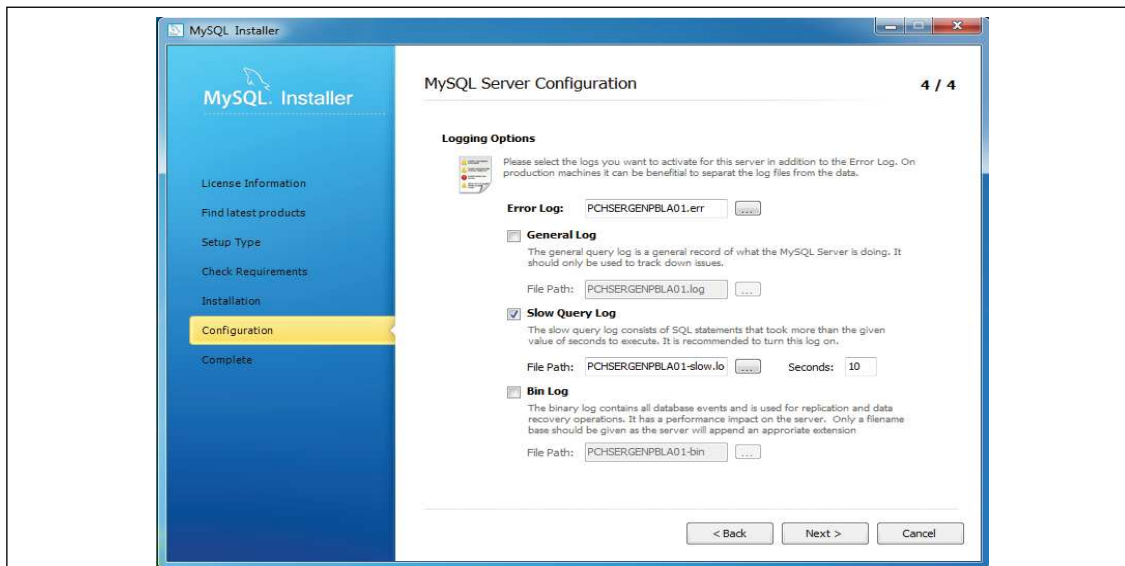 MySQL Installer
MySQL. Installer
License Information
Find latest products
Setup Type
Check Requirements
Installation
Configuration
Complete
MySQL Server Configuration
4 / 4
Logging Options
Please select the logs you want to activate for this server in addition to the Error Log. On
production machines it can be benefitial to separate the log files from the data.
Error Log: PCHSERGENPBLA01.err ...
General Log
The general query log is a general record of what the MySQL Server is doing. It
should only be used to track down issues.
File Path: PCHSERGENPBLA01.log ...
Slow Query Log
The slow query log consists of SQL statements that took more than the given
value of seconds to execute. It is recommended to turn this log on.
File Path: PCHSERGENPBLA01-slow.lo ... Seconds: 10
Bin Log
The binary log contains all database events and is used for replication and data
recovery operations. It has a performance impact on the server. Only a filename
base should be given as the server will append an approriate extension
File Path: PCHSERGENPBLA01-bin ...
< Back Next > Cancel